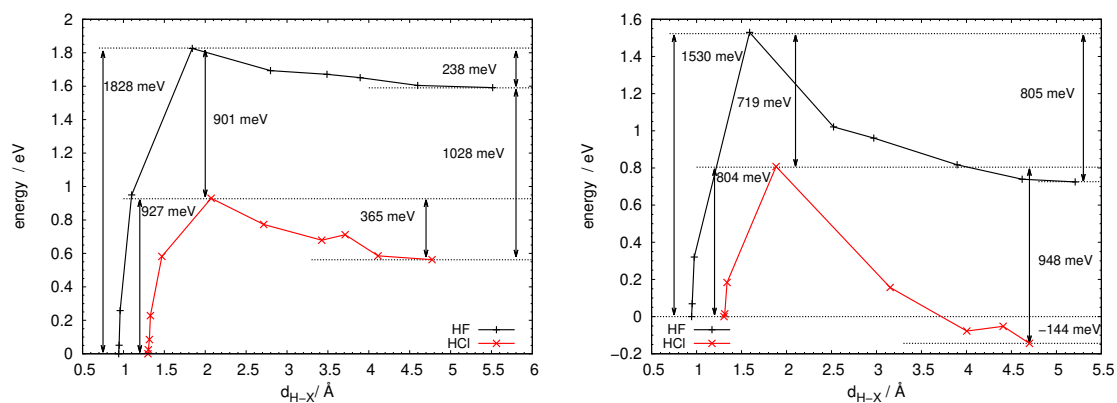 2
1.8
1.6
1.4
1.2
1
0.8
0.6
0.4
0.2
0
energy / eV
1828 meV
901 meV
238 meV
1028 meV
927 meV
365 meV
HF
HCl
0.5 1 1.5 2 2.5 3 3.5 4 4.5 5 5.5 6
dH−X/ Å
1.6
1.4
1.2
1
0.8
0.6
0.4
0.2
0
−0.2
energy / eV
1530 meV
719 meV
805 meV
804 meV
948 meV
−144 meV
HF
HCl
0.5 1 1.5 2 2.5 3 3.5 4 4.5 5 5.5
dH−X/ Å